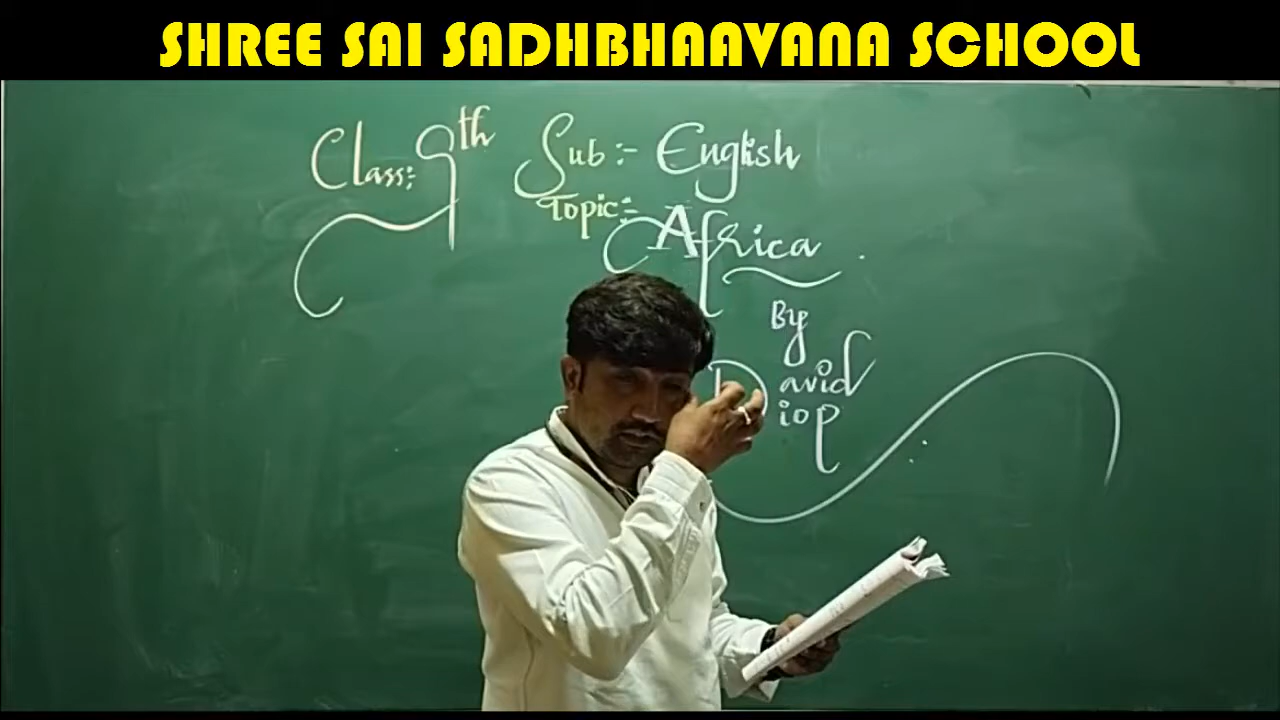 SHREE SAI SADHBHAAVANA SCHOOL
Class:- 9th Sub:- English
Topic:- Africa.
By
David
Diop